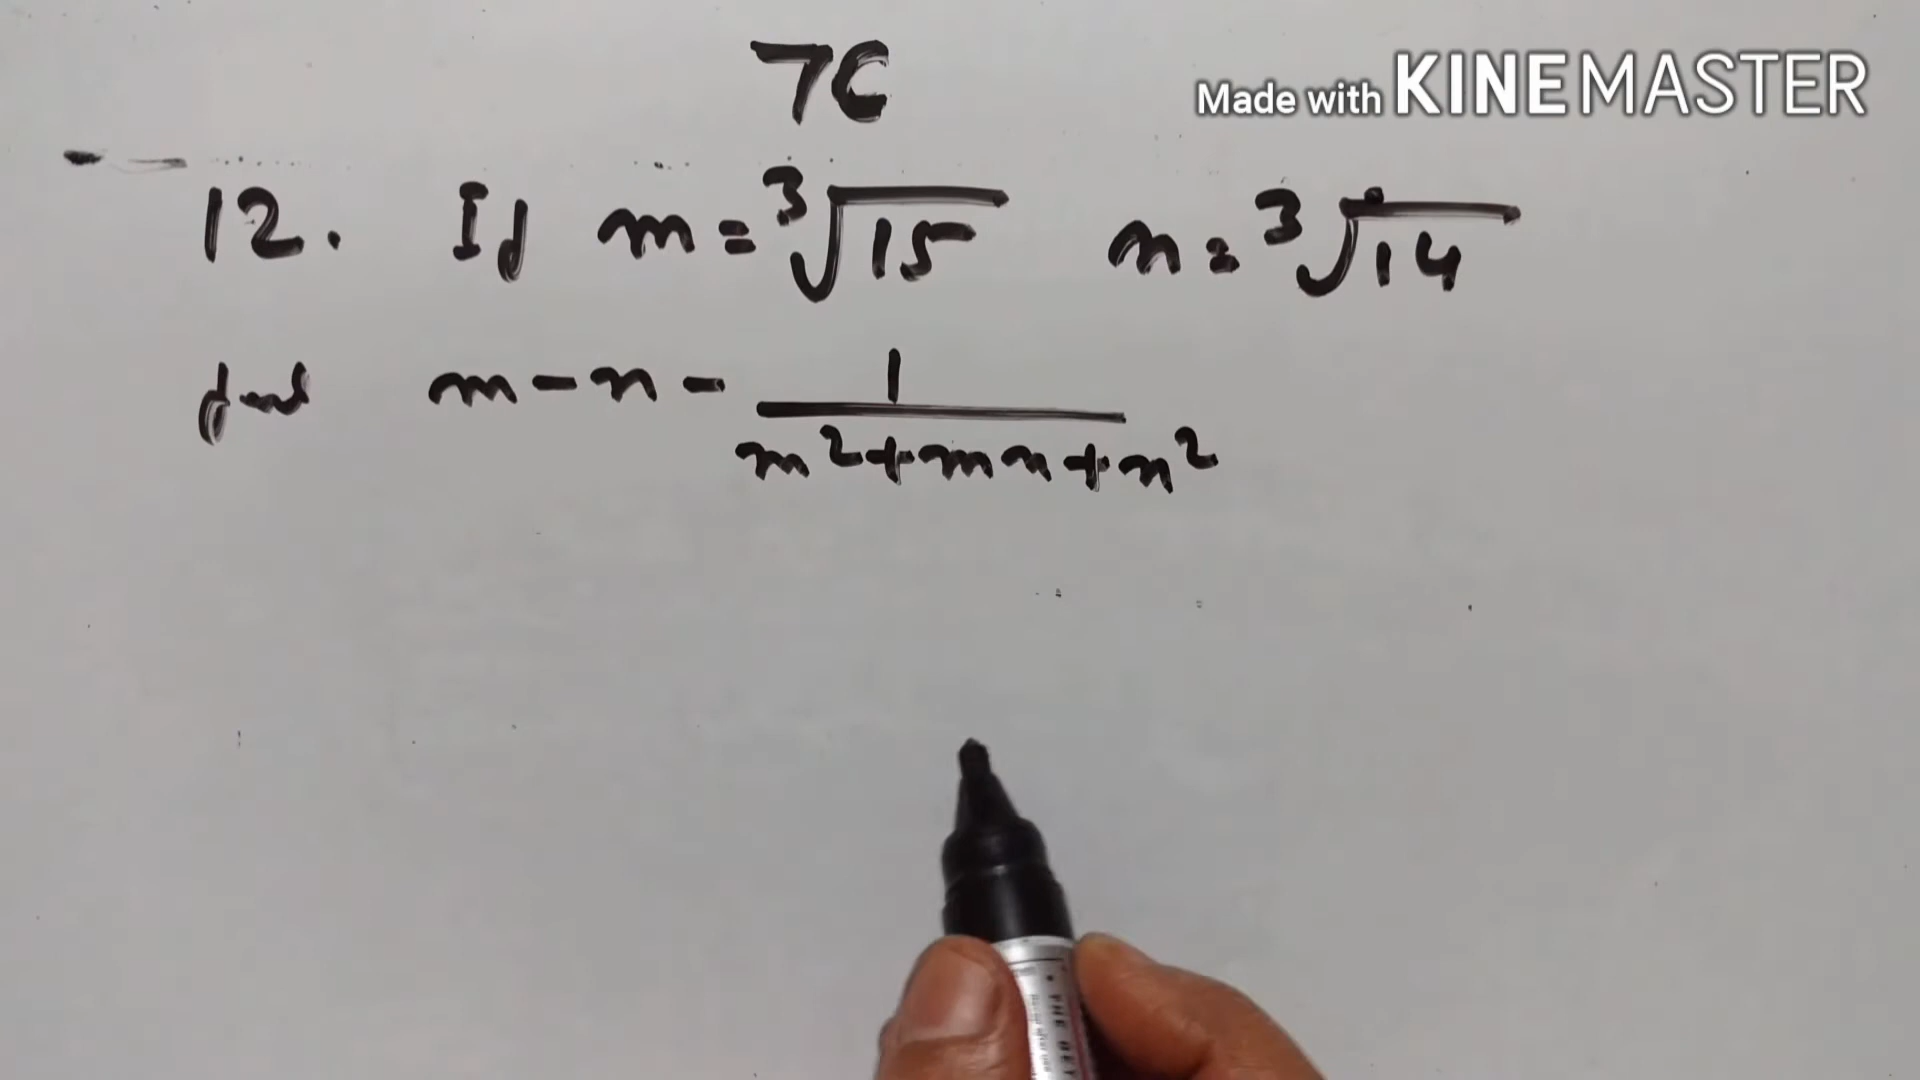 7C
Made with KINEMASTER
12. If m = ∛15 n = ∛14
find m - n - 1/(m²+mn+n²)